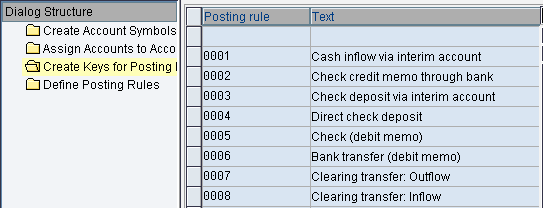 Dialog Structure
Create Account Symbols
Assign Accounts to Acco
Create Keys for Posting
Define Posting Rules
Posting rule Text
0001 Cash inflow via interim account
0002 Check credit memo through bank
0003 Check deposit via interim account
0004 Direct check deposit
0005 Check (debit memo)
0006 Bank transfer (debit memo)
0007 Clearing transfer: Outflow
0008 Clearing transfer: Inflow